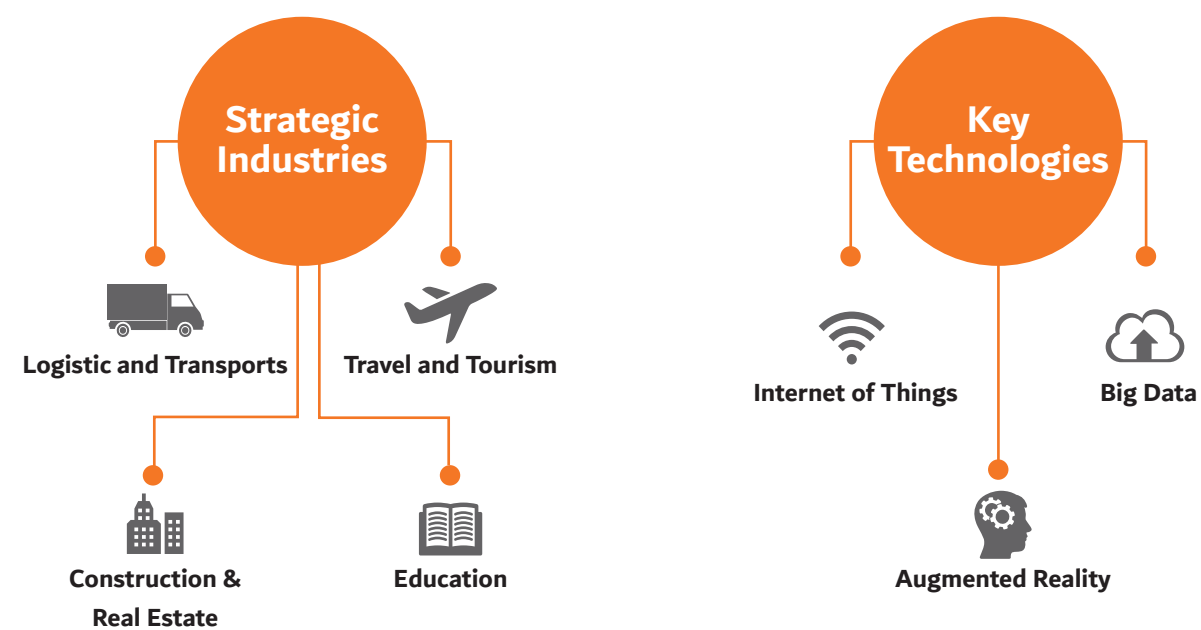 Strategic
Industries
Logistic and Transports
Travel and Tourism
Construction &
Real Estate
Education
Key
Technologies
Internet of Things
Big Data
Augmented Reality